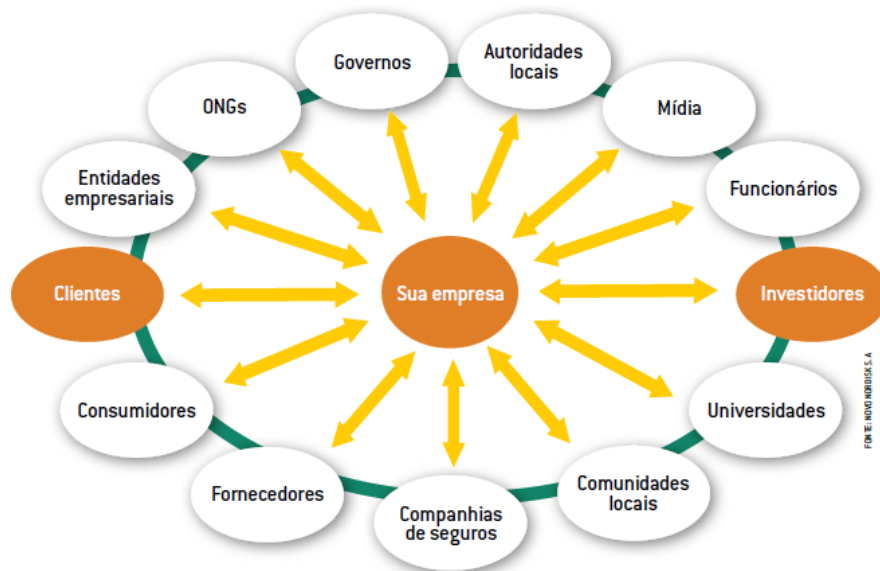 Governos
Autoridades
locais
ONGs
Mídia
Entidades
empresariais
Funcionários
Clientes
Sua empresa
Investidores
Consumidores
Universidades
Fornecedores
Comunidades
locais
Companhias
de seguros
FONTE: NOVO NORDISK S. A